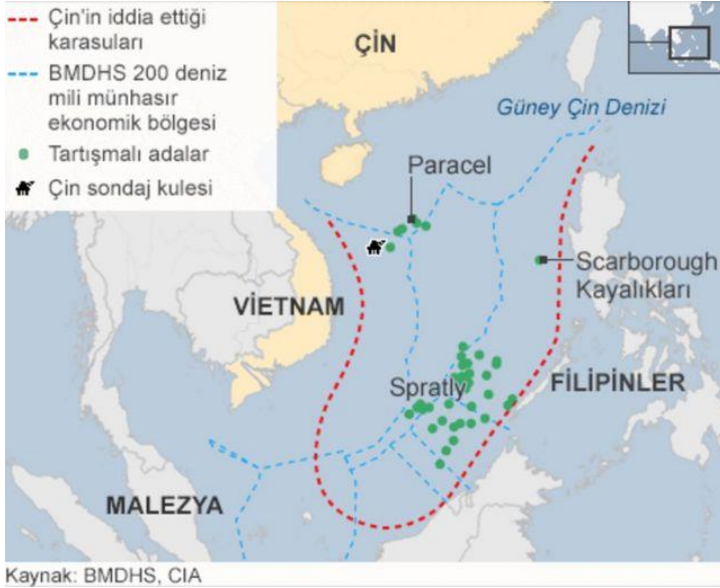 Çin'in iddia ettiği
karasuları
BMDHS 200 deniz
mili münhasır
ekonomik bölgesi
Tartışmalı adalar
Çin sondaj kulesi
ÇİN
Güney Çin Denizi
Paracel
Scarborough
Kayalıkları
VİETNAM
Spratly
FİLİPİNLER
MALEZYA
Kaynak: BMDHS, CIA